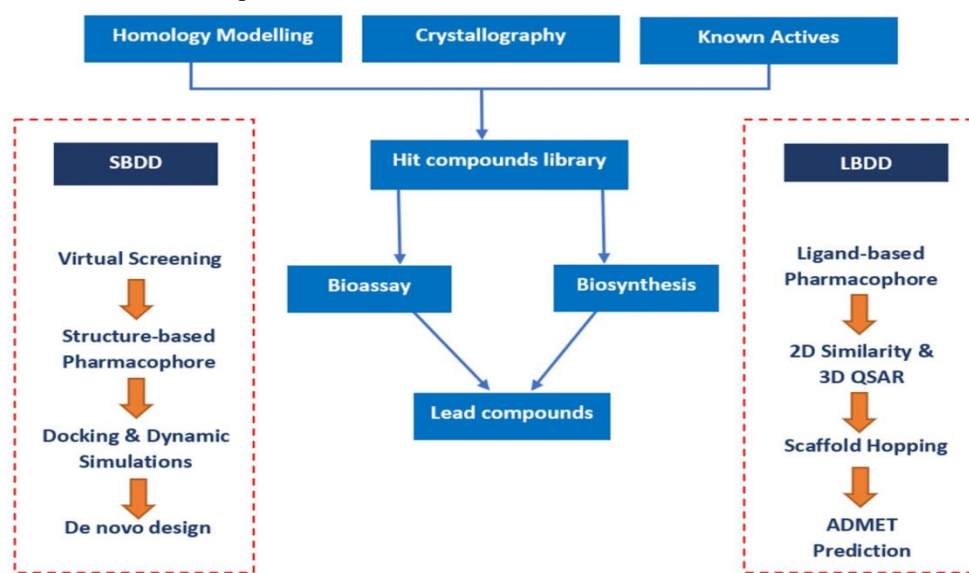 Homology Modelling
Crystallography
Known Actives
SBDD
Virtual Screening
Structure-based
Pharmacophore
Docking & Dynamic
Simulations
De novo design
Hit compounds library
Bioassay
Biosynthesis
Lead compounds
LBDD
Ligand-based
Pharmacophore
2D Similarity &
3D QSAR
Scaffold Hopping
ADMET
Prediction